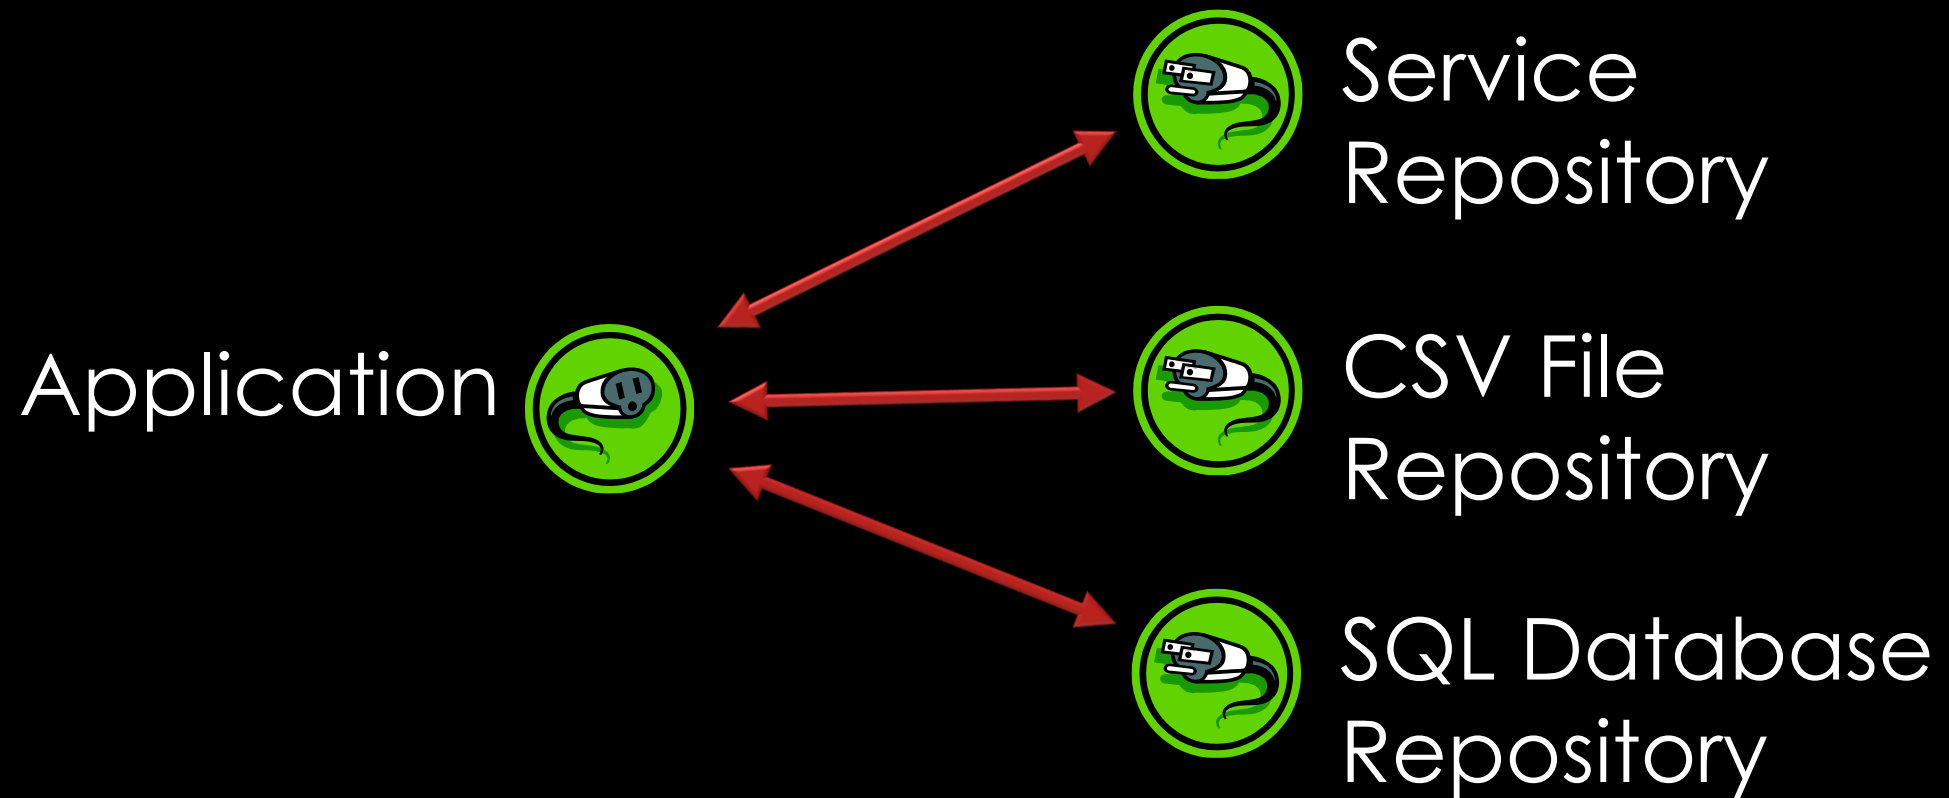 Application
Service
Repository
CSV File
Repository
SQL Database
Repository